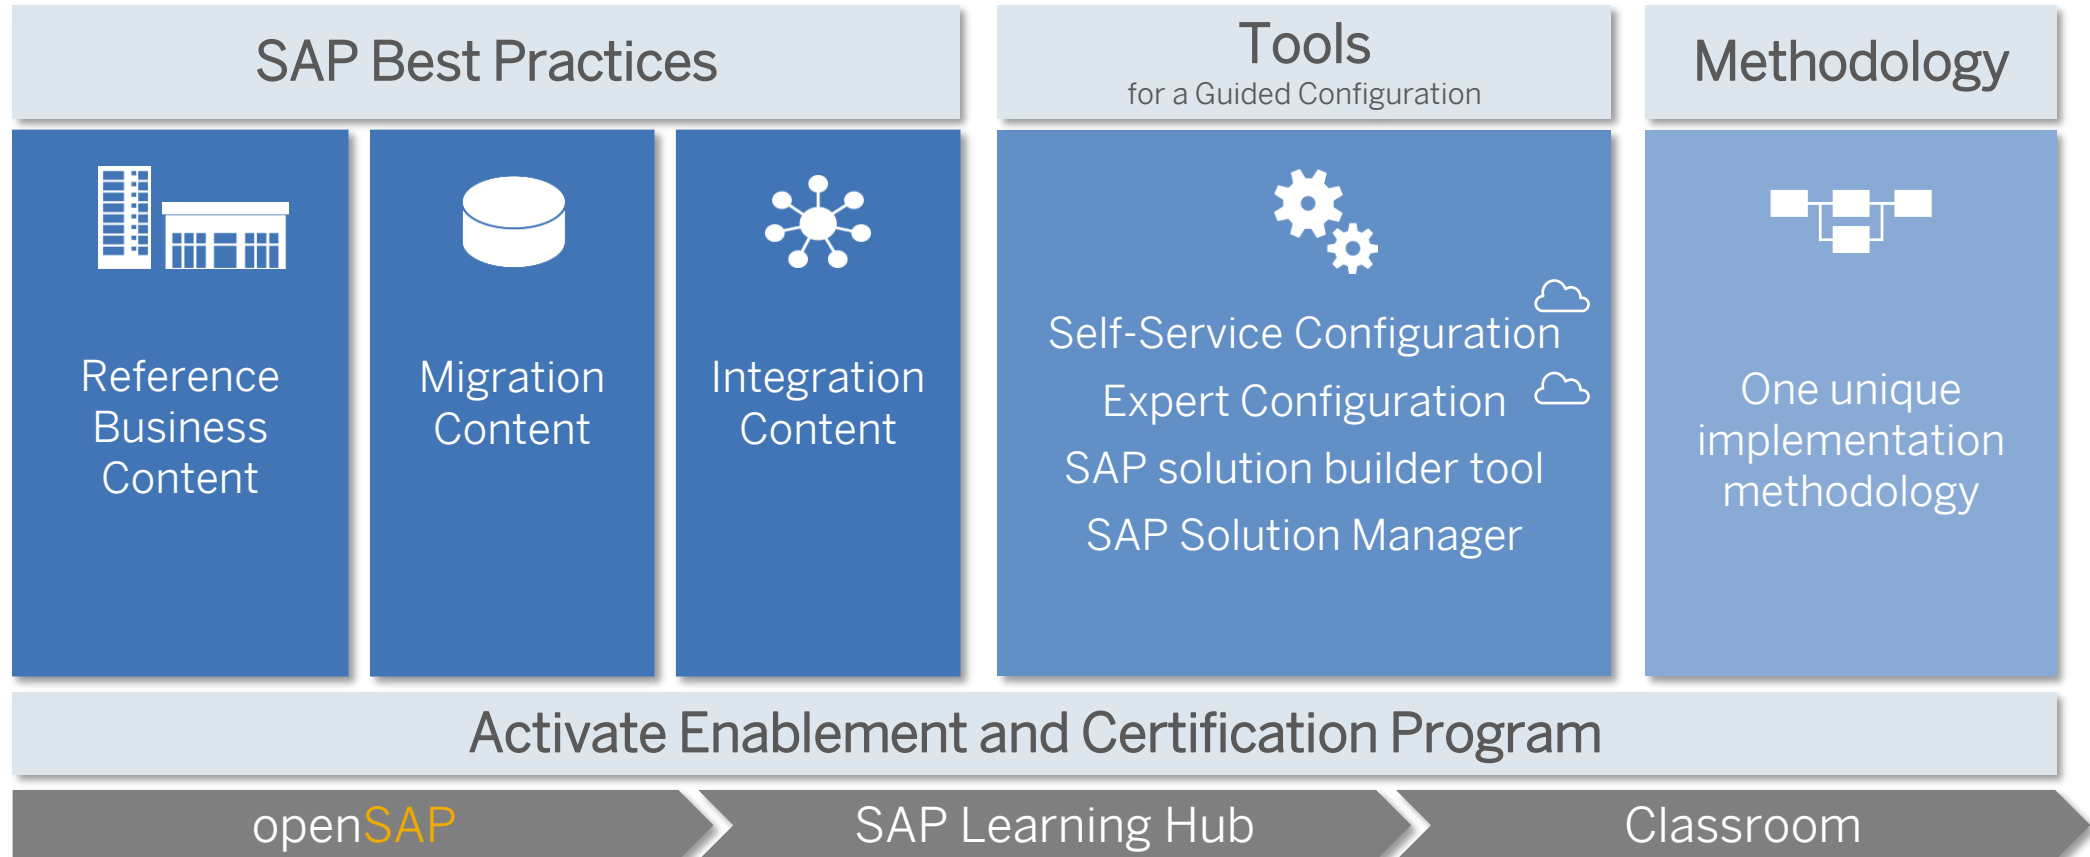 SAP Best Practices
Tools
for a Guided Configuration
Methodology
Reference
Business
Content
Migration
Content
Integration
Content
Self-Service Configuration
Expert Configuration
SAP solution builder tool
SAP Solution Manager
One unique
implementation
methodology
Activate Enablement and Certification Program
openSAP
SAP Learning Hub
Classroom